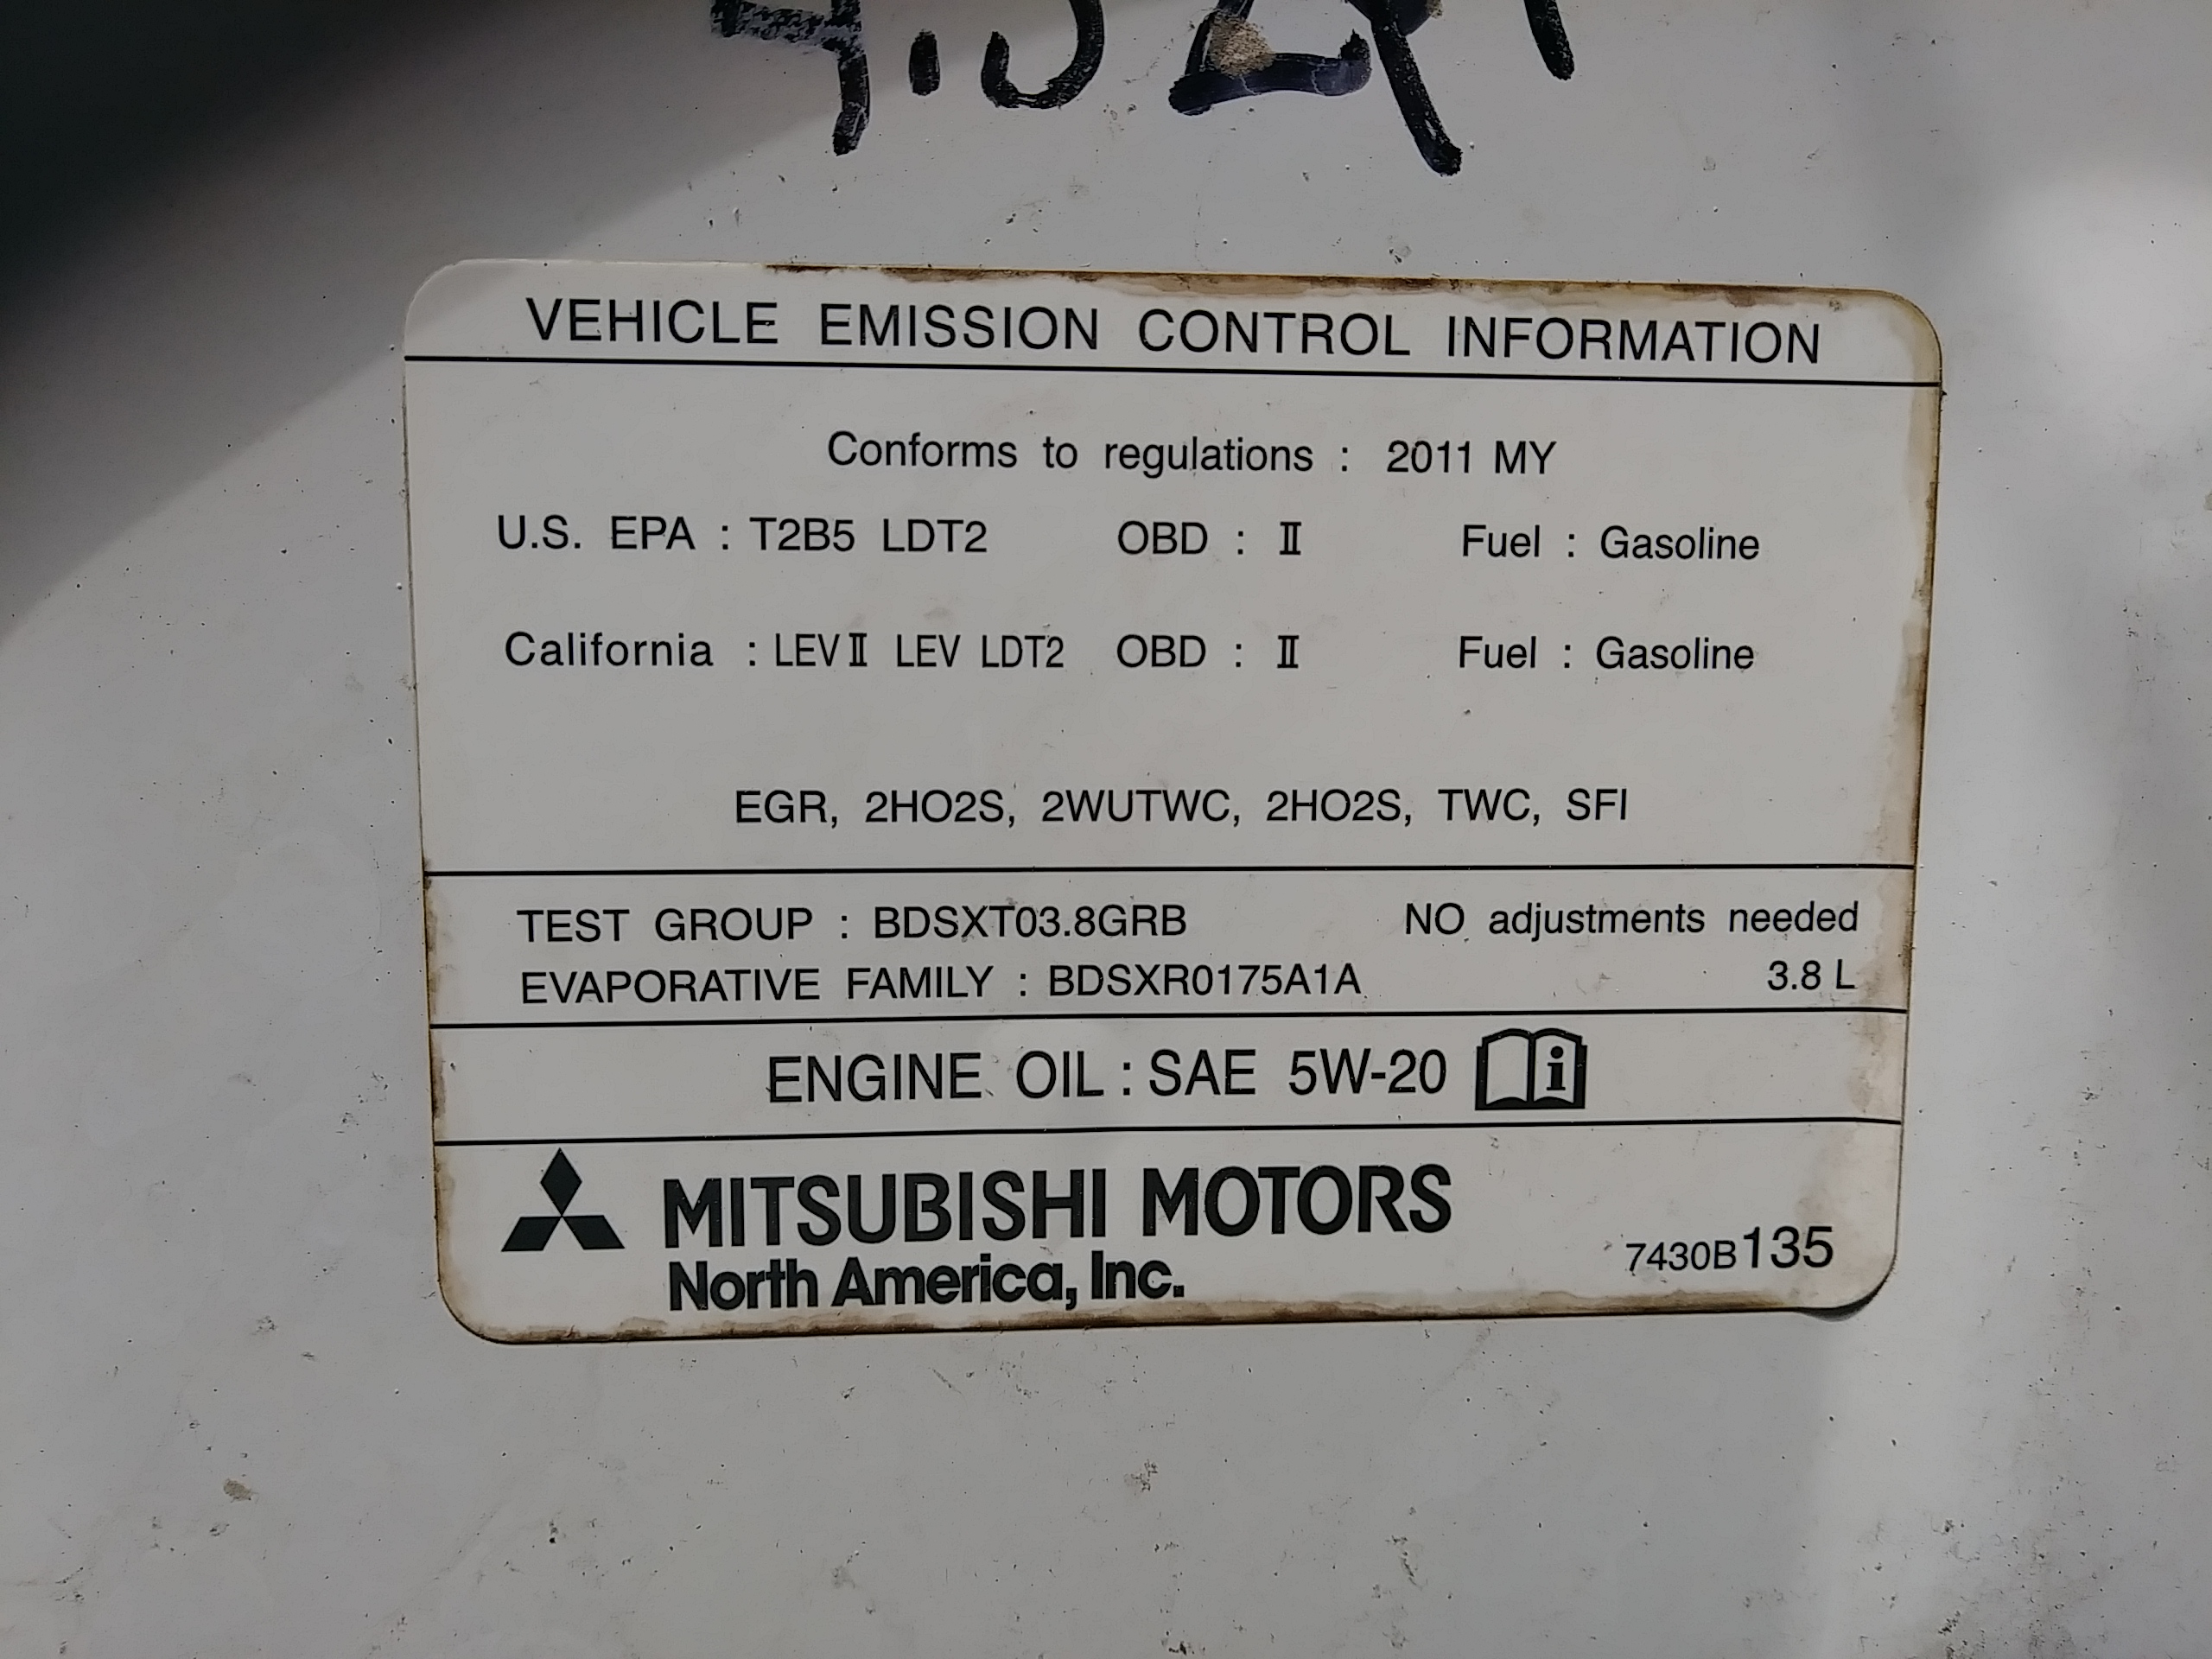 VEHICLE EMISSION CONTROL INFORMATION
Conforms to regulations : 2011 MY
U.S. EPA : T2B5 LDT2 OBD : II Fuel : Gasoline
California : LEV II LEV LDT2 OBD : II Fuel : Gasoline
EGR, 2HO2S, 2WUTWC, 2HO2S, TWC, SFI
TEST GROUP : BDSXT03.8GRB NO adjustments needed
EVAPORATIVE FAMILY : BDSXR0175A1A 3.8 L
ENGINE OIL : SAE 5W-20
MITSUBISHI MOTORS
North America, Inc.
7430B135